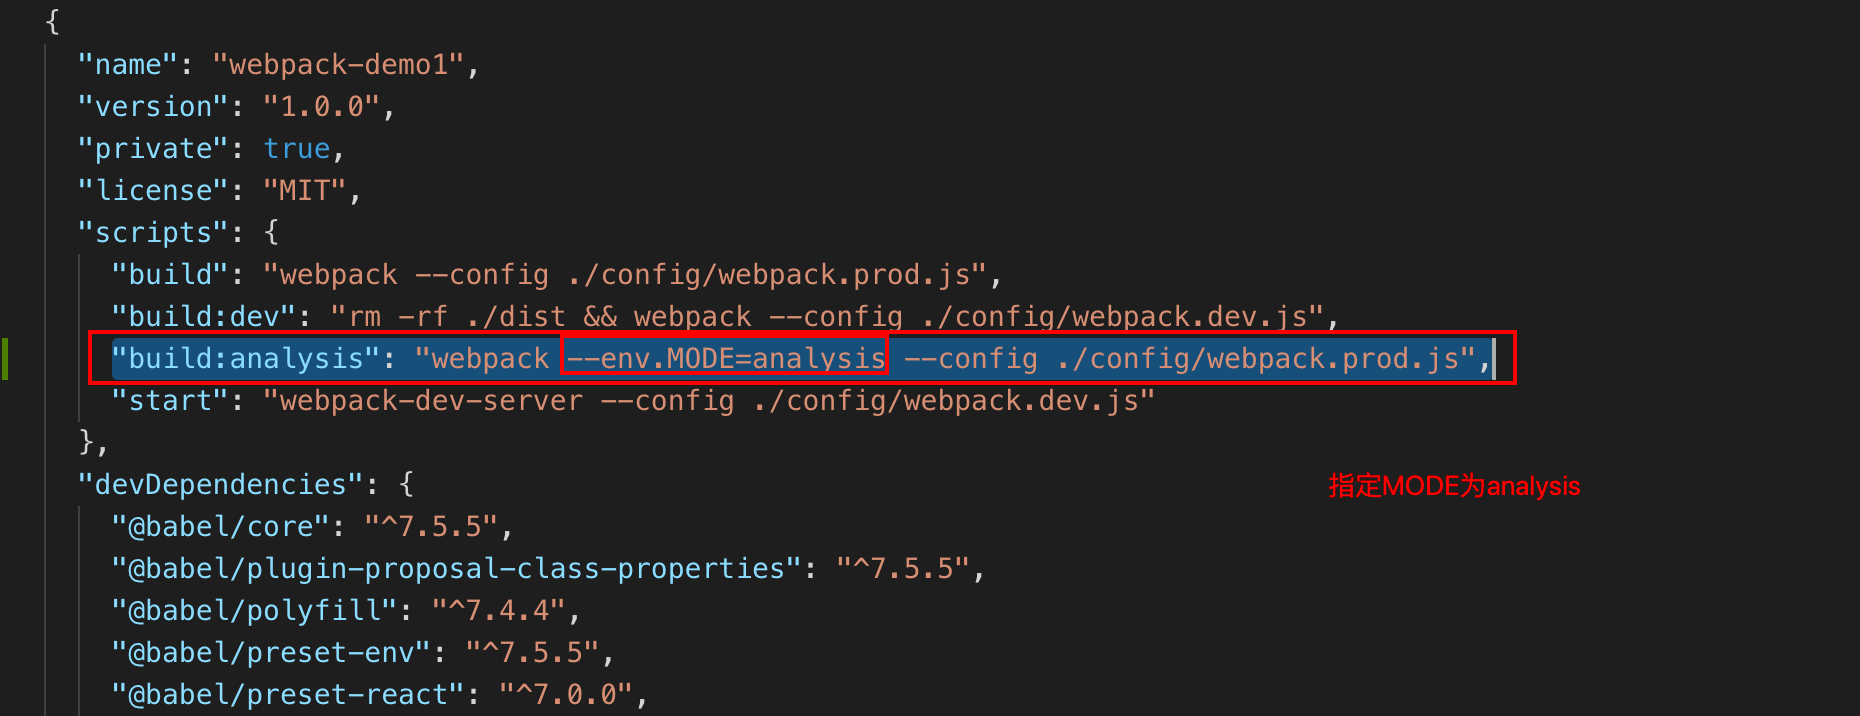 {
"name": "webpack-demo1",
"version": "1.0.0",
"private": true,
"license": "MIT",
"scripts": {
"build": "webpack --config ./config/webpack.prod.js",
"build:dev": "rm -rf ./dist && webpack --config ./config/webpack.dev.js",
"build:analysis": "webpack --env.MODE=analysis --config ./config/webpack.prod.js",
"start": "webpack-dev-server --config ./config/webpack.dev.js"
},
"devDependencies": {
指定MODE为analysis
"@babel/core": "^7.5.5",
"@babel/plugin-proposal-class-properties": "^7.5.5",
"@babel/polyfill": "^7.4.4",
"@babel/preset-env": "^7.5.5",
"@babel/preset-react": "^7.0.0",